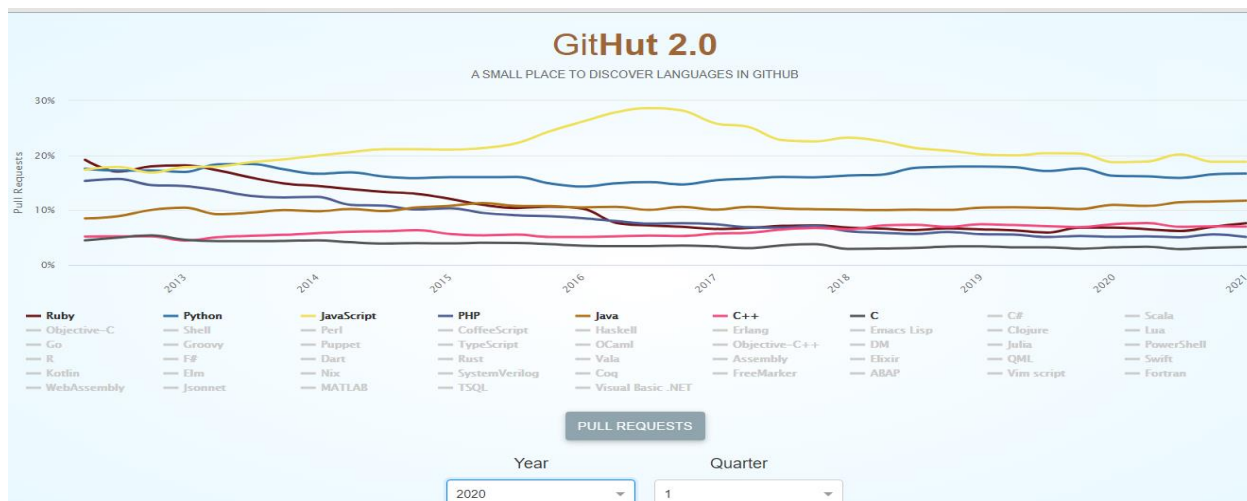 GitHut 2.0
A SMALL PLACE TO DISCOVER LANGUAGES IN GITHUB
30%
20%
10%
0%
Pull Requests
2013 2014 2015 2016 2017 2018 2019 2020 2021
Ruby Python JavaScript PHP Java C++ C C# Scala
Objective-C Shell Perl CoffeeScript Haskell Erlang Emacs Lisp Clojure Lua
Go Groovy Puppet TypeScript OCaml Objective-C++ DM Julia PowerShell
R F# Dart Rust Vala Assembly Elixir QML Swift
Kotlin Elm Nix SystemVerilog Coq FreeMarker ABAP Vim script Fortran
WebAssembly Jsonnet MATLAB TSQL Visual Basic .NET
PULL REQUESTS
Year Quarter
2020 1